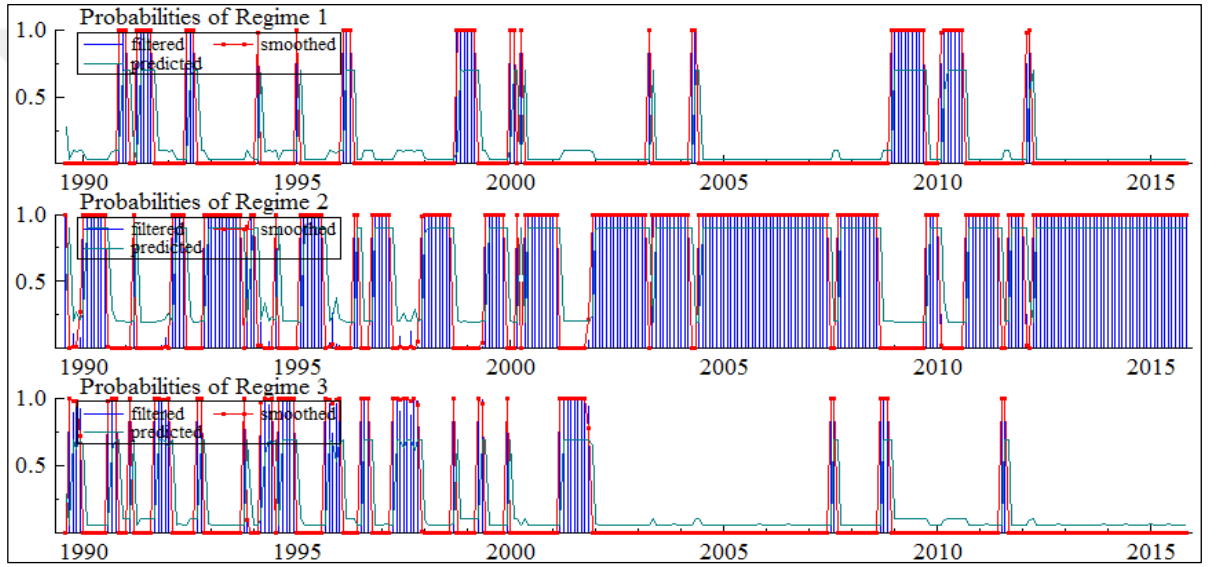 Probabilities of Regime 1
1.0
filtered smoothed
predicted
0.5
1990 1995 2000 2005 2010 2015
Probabilities of Regime 2
1.0
filtered smoothed
predicted
0.5
1990 1995 2000 2005 2010 2015
Probabilities of Regime 3
1.0
filtered smoothed
predicted
0.5
1990 1995 2000 2005 2010 2015